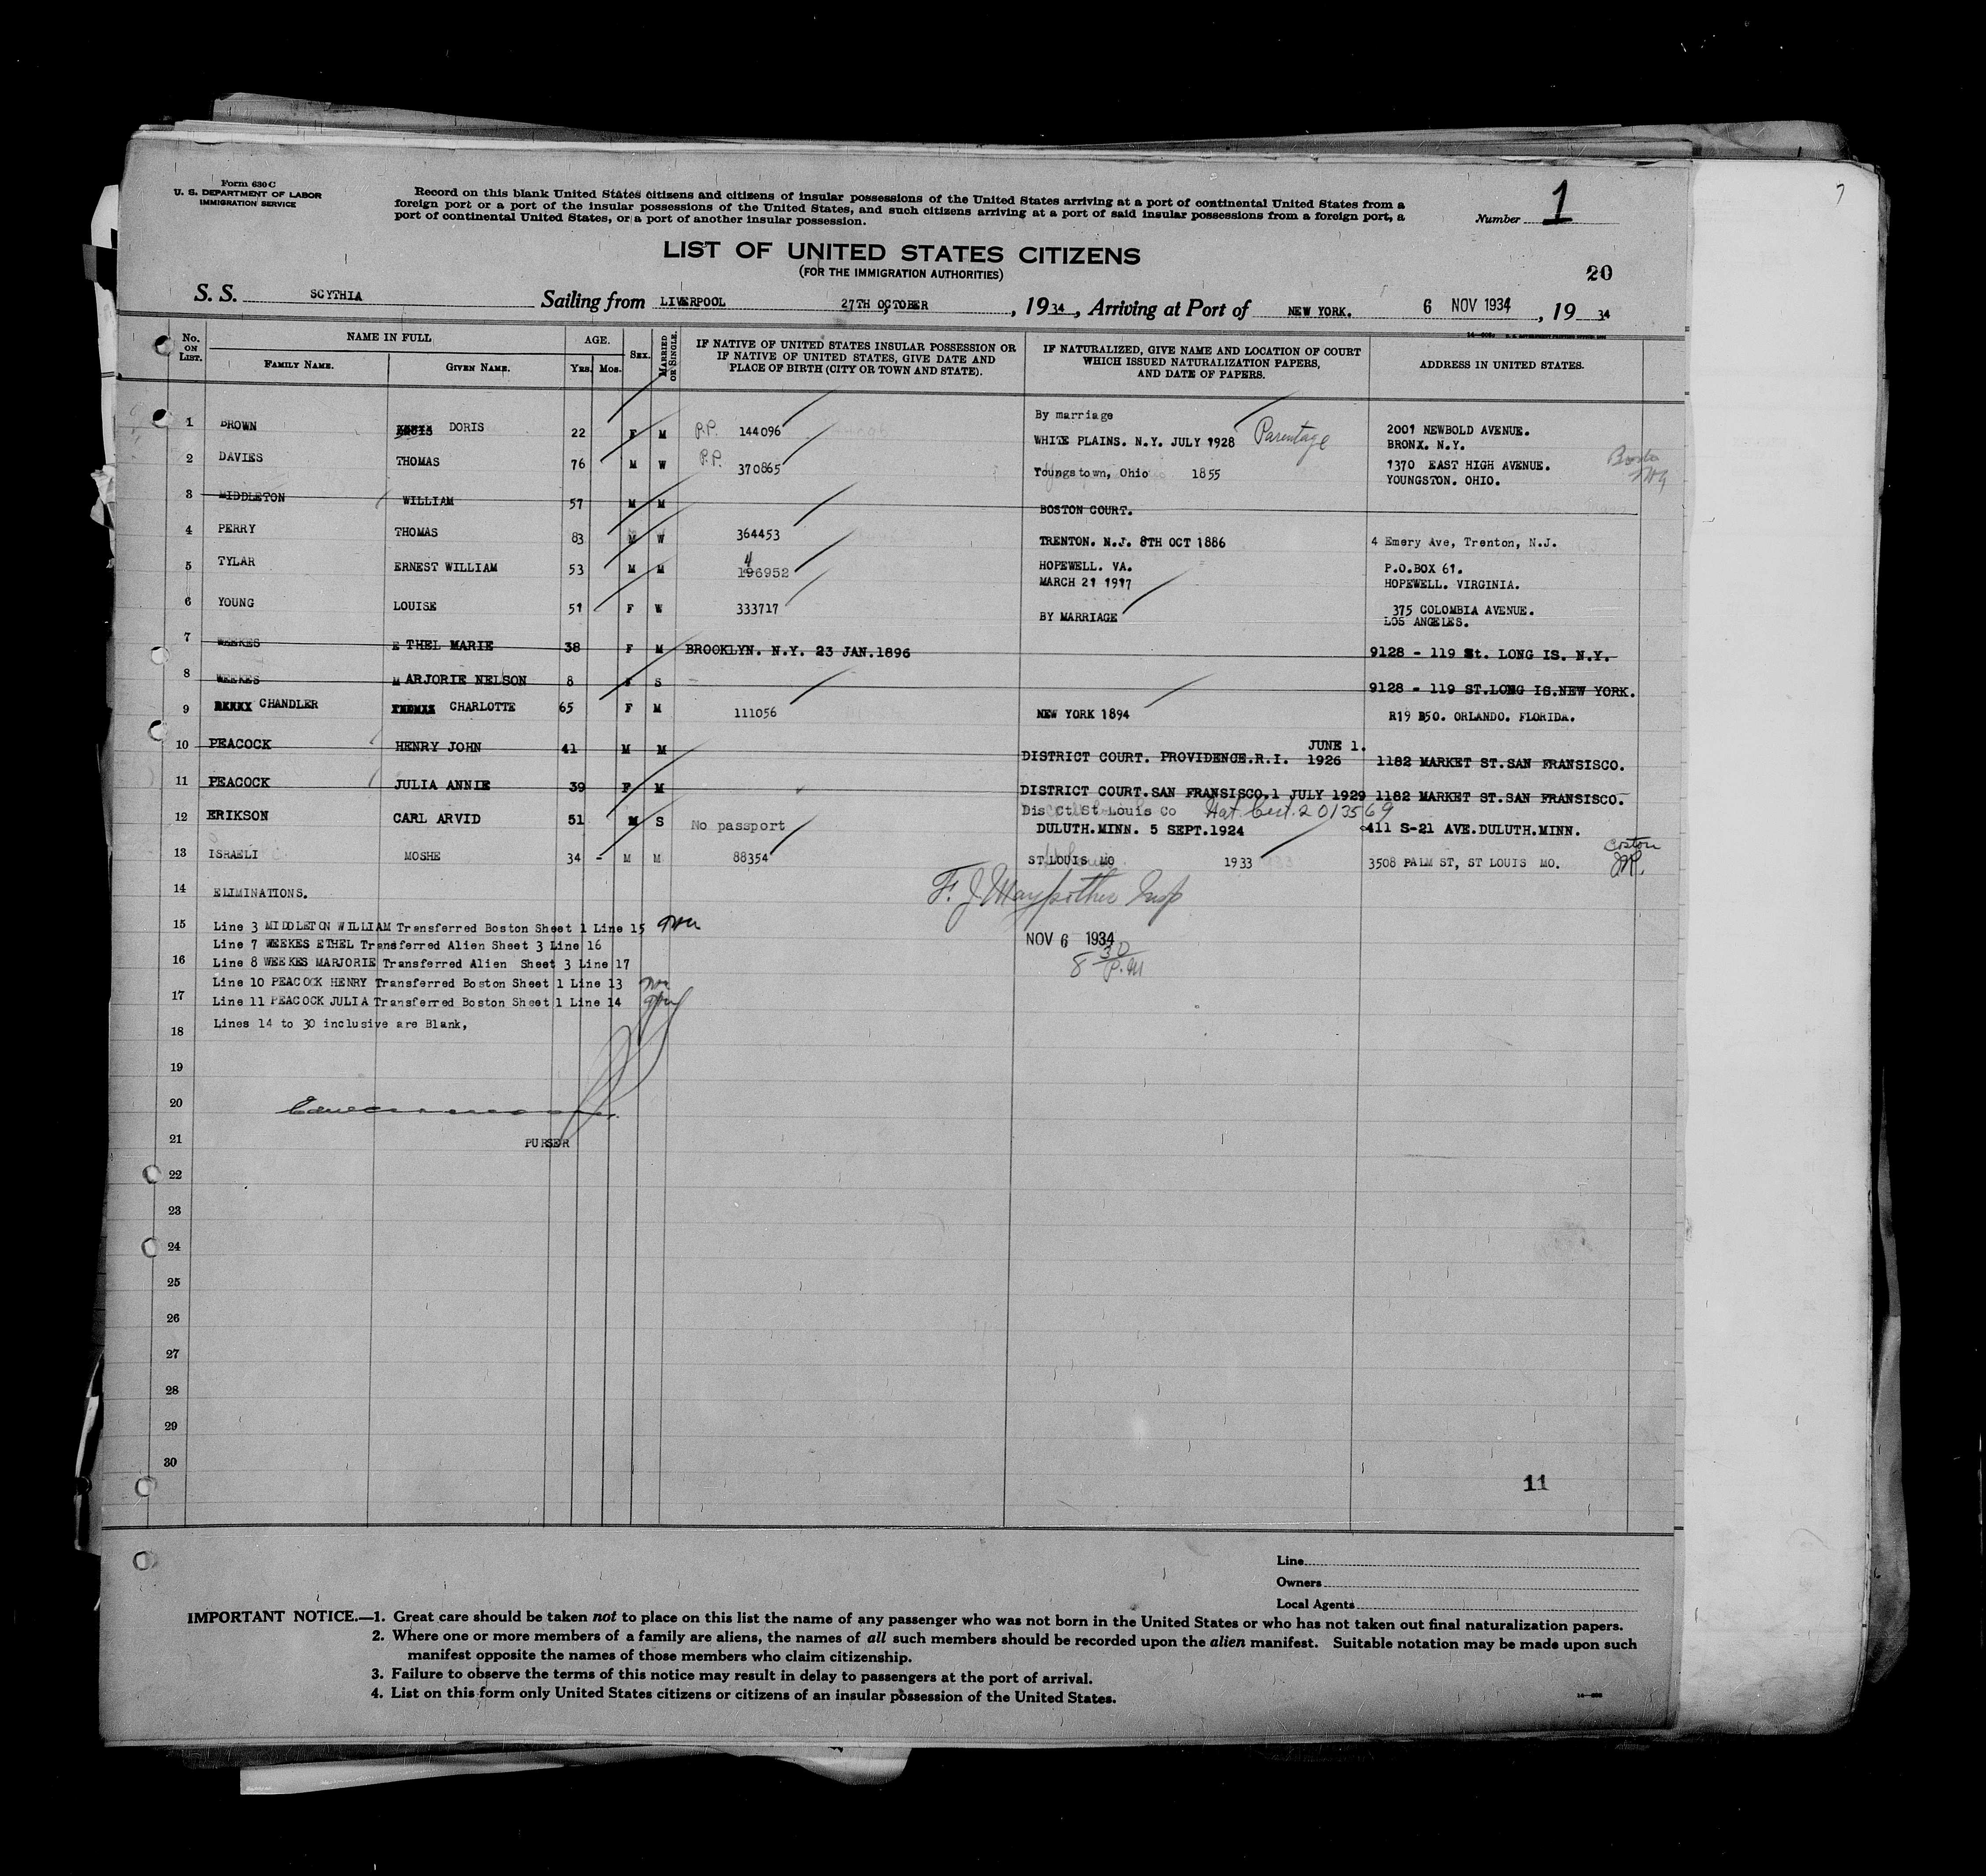 Form 630 C
U. S. DEPARTMENT OF LABOR
IMMIGRATION SERVICE
Record on this blank United States citizens and citizens of insular possessions of the United States arriving at a port of continental United States from a
foreign port or a port of the insular possessions of the United States, and such citizens arriving at a port of said insular possessions from a foreign port, a
port of continental United States, or a port of another insular possession.
Number 1
LIST OF UNITED STATES CITIZENS
(FOR THE IMMIGRATION AUTHORITIES)
20
S. S. SCYTHIA Sailing from LIVERPOOL 27TH OCTOBER, 1934, Arriving at Port of NEW YORK. 6 NOV 1934, 19 34
No. ON LIST. NAME IN FULL FAMILY NAME. GIVEN NAME. AGE. YRS. MOS. SEX. MARRIED OR SINGLE.
IF NATIVE OF UNITED STATES INSULAR POSSESSION OR
IF NATIVE OF UNITED STATES, GIVE DATE AND
PLACE OF BIRTH (CITY OR TOWN AND STATE).
IF NATURALIZED, GIVE NAME AND LOCATION OF COURT
WHICH ISSUED NATURALIZATION PAPERS,
AND DATE OF PAPERS.
ADDRESS IN UNITED STATES.
1 BROWN DORIS 22 F M P.P. 144096 By marriage
WHITE PLAINS. N.Y. JULY 1928 Parentage 2001 NEWBOLD AVENUE.
BRONX. N.Y.
2 DAVIES THOMAS 76 M W P.P. 370865 Youngstown, Ohio 1855 1370 EAST HIGH AVENUE.
YOUNGSTON. OHIO.
3 MIDDLETON WILLIAM 57 M M BOSTON COURT.
4 PERRY THOMAS 83 M W 364453 TRENTON. N.J. 8TH OCT 1886 4 Emery Ave, Trenton, N.J.
5 TYLAR ERNEST WILLIAM 53 M M 196952 4 HOPEWELL. VA.
MARCH 21 1917 P.O.BOX 61.
HOPEWELL. VIRGINIA.
6 YOUNG LOUISE 51 F W 333717 BY MARRIAGE 375 COLOMBIA AVENUE.
LOS ANGELES.
7 WEEKES E THEL MARIE 38 F M BROOKLYN. N.Y. 23 JAN.1896 9128 - 119 St. LONG IS. N.Y.
8 WEEKES M ARJORIE NELSON 8 F S 9128 - 119 ST.LONG IS.NEW YORK.
9 CHANDLER CHARLOTTE 65 F M 111056 NEW YORK 1894 R19 B50. ORLANDO. FLORIDA.
10 PEACOCK HENRY JOHN 41 M M DISTRICT COURT. PROVIDENCE.R.I. JUNE 1. 1926 1182 MARKET ST.SAN FRANSISCO.
11 PEACOCK JULIA ANNIE 39 F M DISTRICT COURT.SAN FRANSISCO.1 JULY 1929 1182 MARKET ST.SAN FRANSISCO.
12 ERIKSON CARL ARVID 51 M S No passport Dis Ct St Louis Co Nat. Cert. 2013569
DULUTH.MINN. 5 SEPT.1924 411 S-21 AVE.DULUTH.MINN.
13 ISRAELI MOSHE 34 - M M 88354 ST.LOUIS MO 1933 3508 PALM ST, ST LOUIS MO.
14 ELIMINATIONS.
15 Line 3 MIDDLETON WILLIAM Transferred Boston Sheet 1 Line 15
Line 7 WEEKES ETHEL Transferred Alien Sheet 3 Line 16
16 Line 8 WEEKES MARJORIE Transferred Alien Sheet 3 Line 17
Line 10 PEACOCK HENRY Transferred Boston Sheet 1 Line 13
17 Line 11 PEACOCK JULIA Transferred Boston Sheet 1 Line 14
NOV 6 1934
8 30 P.M
Lines 14 to 30 inclusive are Blank,
18
19
20
PURSER
21
22
23
24
25
26
27
28
29
30
11
Line
Owners
Local Agents
IMPORTANT NOTICE.—1. Great care should be taken not to place on this list the name of any passenger who was not born in the United States or who has not taken out final naturalization papers.
2. Where one or more members of a family are aliens, the names of all such members should be recorded upon the alien manifest. Suitable notation may be made upon such
manifest opposite the names of those members who claim citizenship.
3. Failure to observe the terms of this notice may result in delay to passengers at the port of arrival.
4. List on this form only United States citizens or citizens of an insular possession of the United States.